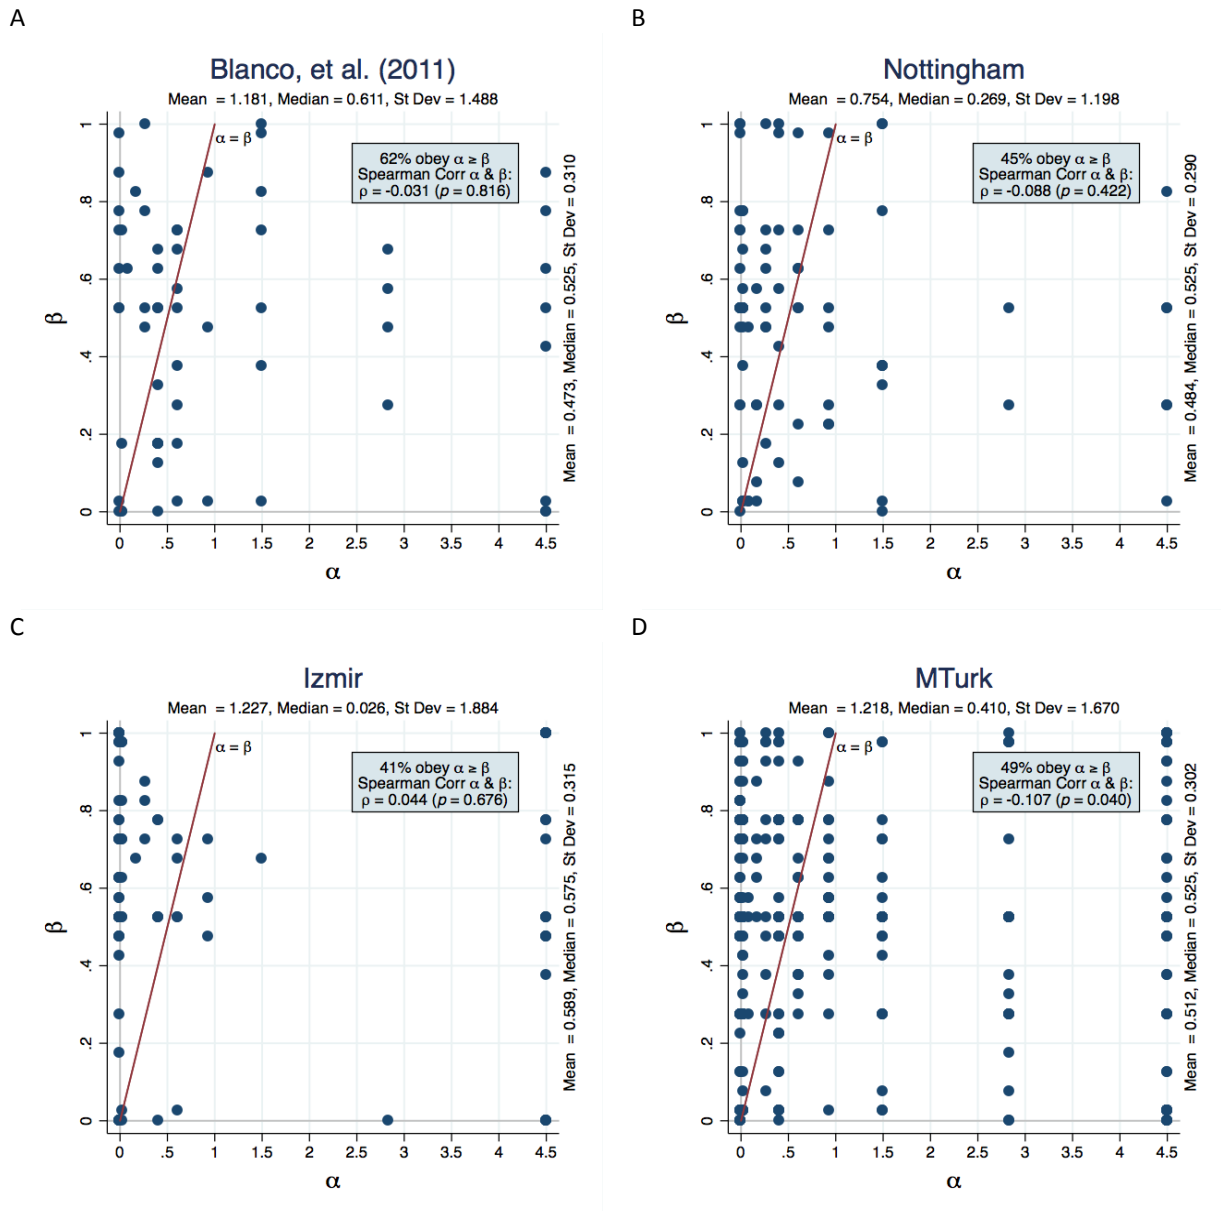 A
Blanco, et al. (2011)
Mean = 1.181, Median = 0.611, St Dev = 1.488
α = β
62% obey α ≥ β
Spearman Corr α & β:
ρ = -0.031 (p = 0.816)
1
.8
.6
.4
.2
0
β
Mean = 0.473, Median = 0.525, St Dev = 0.310
0 .5 1 1.5 2 2.5 3 3.5 4 4.5
α
B
Nottingham
Mean = 0.754, Median = 0.269, St Dev = 1.198
α = β
45% obey α ≥ β
Spearman Corr α & β:
ρ = -0.088 (p = 0.422)
1
.8
.6
.4
.2
0
β
Mean = 0.484, Median = 0.525, St Dev = 0.290
0 .5 1 1.5 2 2.5 3 3.5 4 4.5
α
C
Izmir
Mean = 1.227, Median = 0.026, St Dev = 1.884
α = β
41% obey α ≥ β
Spearman Corr α & β:
ρ = 0.044 (p = 0.676)
1
.8
.6
.4
.2
0
β
Mean = 0.589, Median = 0.575, St Dev = 0.315
0 .5 1 1.5 2 2.5 3 3.5 4 4.5
α
D
MTurk
Mean = 1.218, Median = 0.410, St Dev = 1.670
α = β
49% obey α ≥ β
Spearman Corr α & β:
ρ = -0.107 (p = 0.040)
1
.8
.6
.4
.2
0
β
Mean = 0.512, Median = 0.525, St Dev = 0.302
0 .5 1 1.5 2 2.5 3 3.5 4 4.5
α